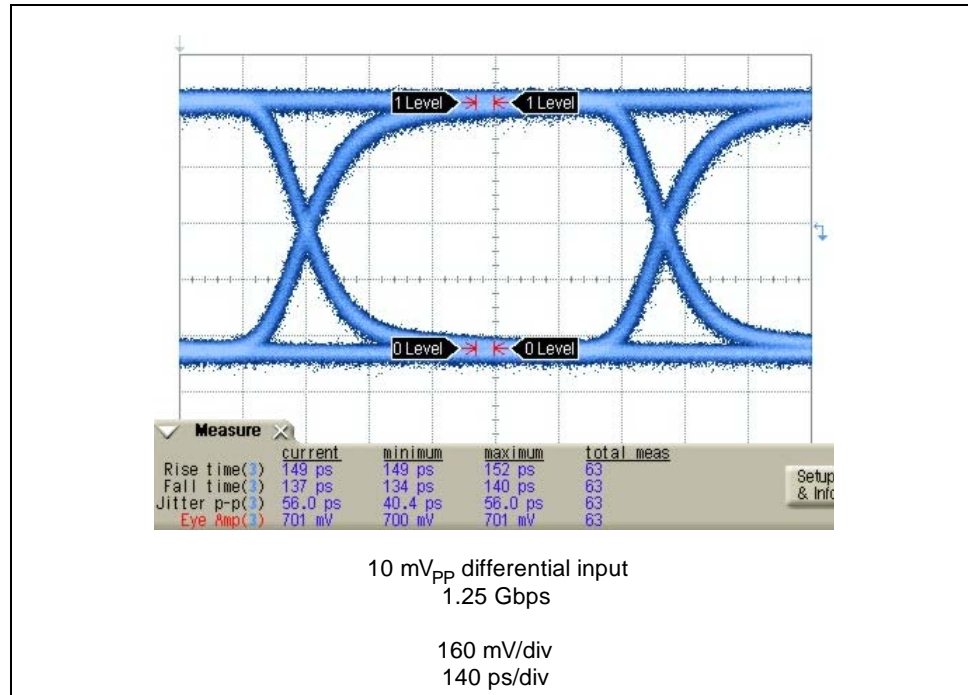 1 Level 1 Level
0 Level 0 Level
Measure
current minimum maximum total meas
Rise time(3) 149 ps 149 ps 152 ps 63
Fall time(3) 137 ps 134 ps 140 ps 63
Jitter p-p(3) 56.0 ps 40.4 ps 56.0 ps 63
Eye Amp(3) 701 mV 700 mV 701 mV 63
Setup
& Info
10 mVPP differential input
1.25 Gbps
160 mV/div
140 ps/div